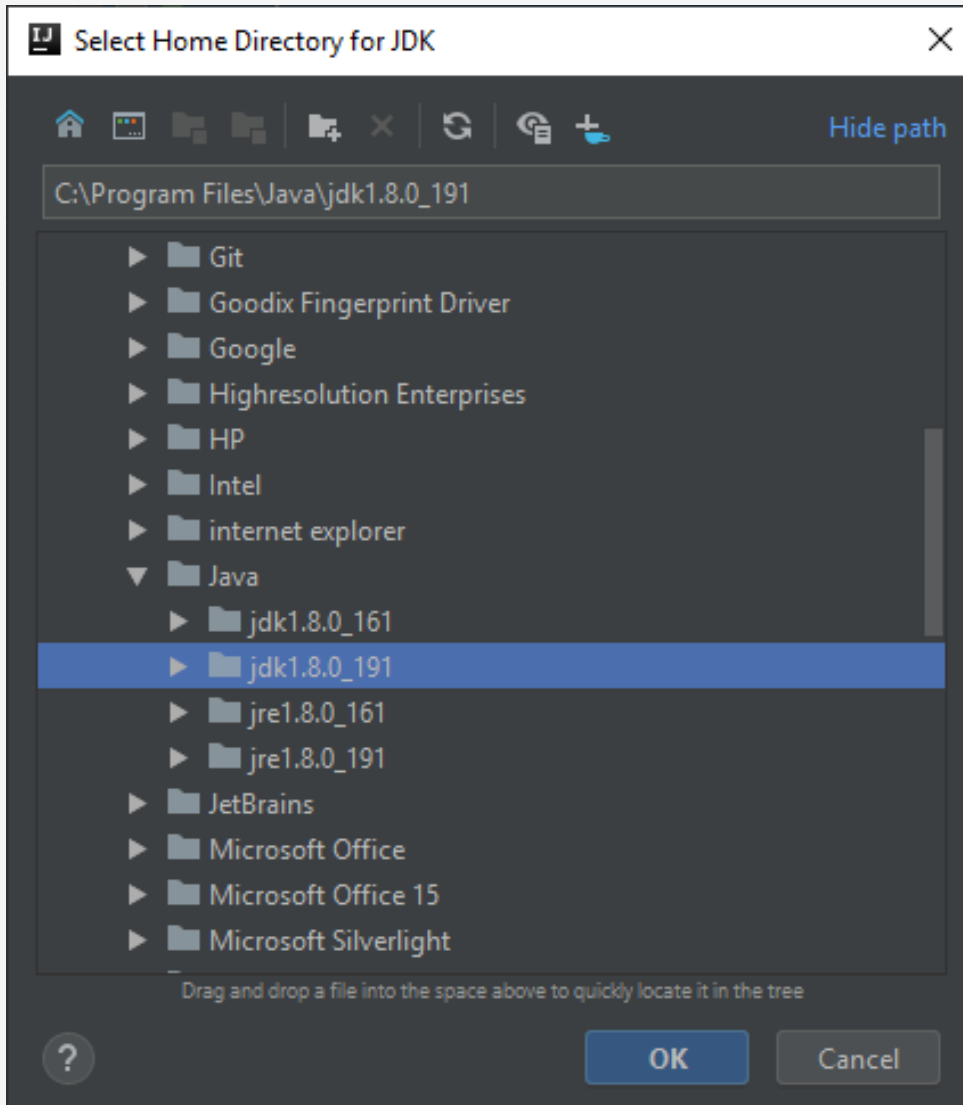 IJ
Select Home Directory for JDK
Hide path
C:\Program Files\Java\jdk1.8.0_191
Git
Goodix Fingerprint Driver
Google
Highresolution Enterprises
HP
Intel
internet explorer
Java
jdk1.8.0_161
jdk1.8.0_191
jre1.8.0_161
jre1.8.0_191
JetBrains
Microsoft Office
Microsoft Office 15
Microsoft Silverlight
Drag and drop a file into the space above to quickly locate it in the tree
?
OK
Cancel